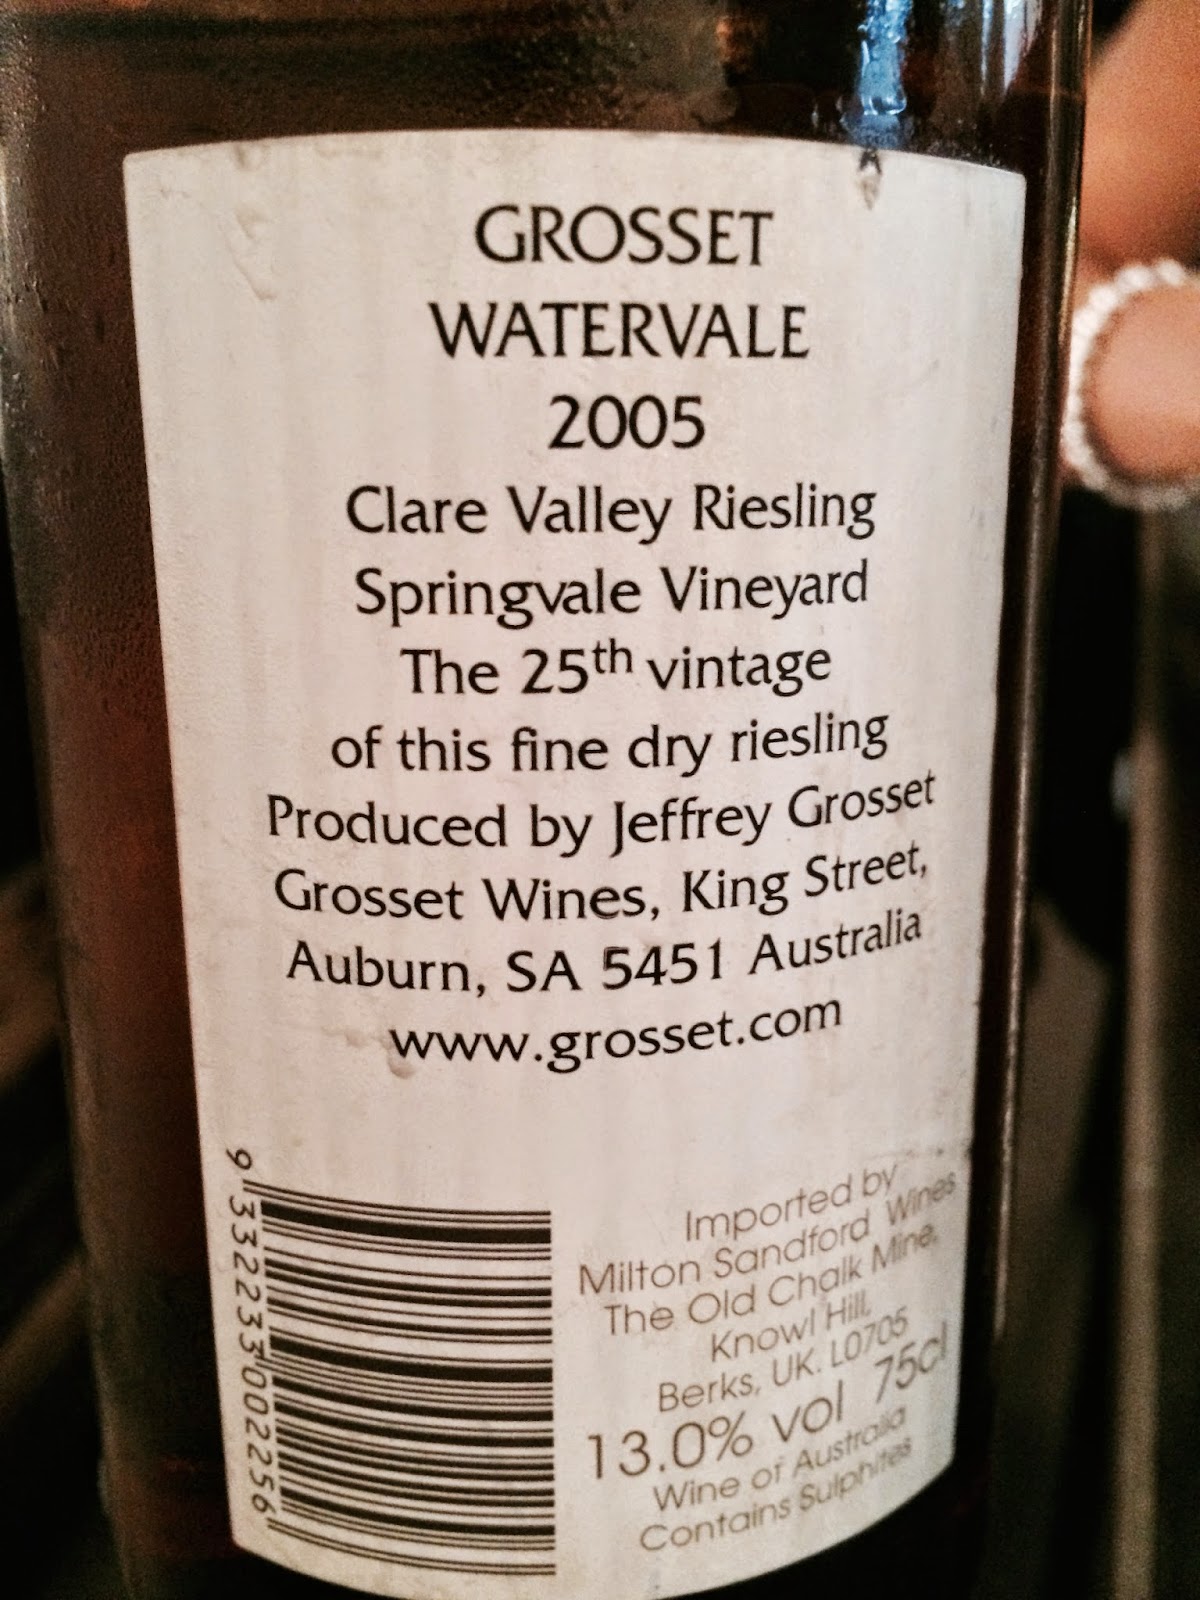 GROSSET
WATERVALE
2005
Clare Valley Riesling
Springvale Vineyard
The 25th vintage
of this fine dry riesling
Produced by Jeffrey Grosset
Grosset Wines, King Street,
Auburn, SA 5451 Australia
www.grosset.com
9 332233 002256
Imported by
Milton Sandford Wines
The Old Chalk Mine,
Knowl Hill,
Berks, UK. L0705
13.0% vol 75cl
Wine of Australia
Contains Sulphites